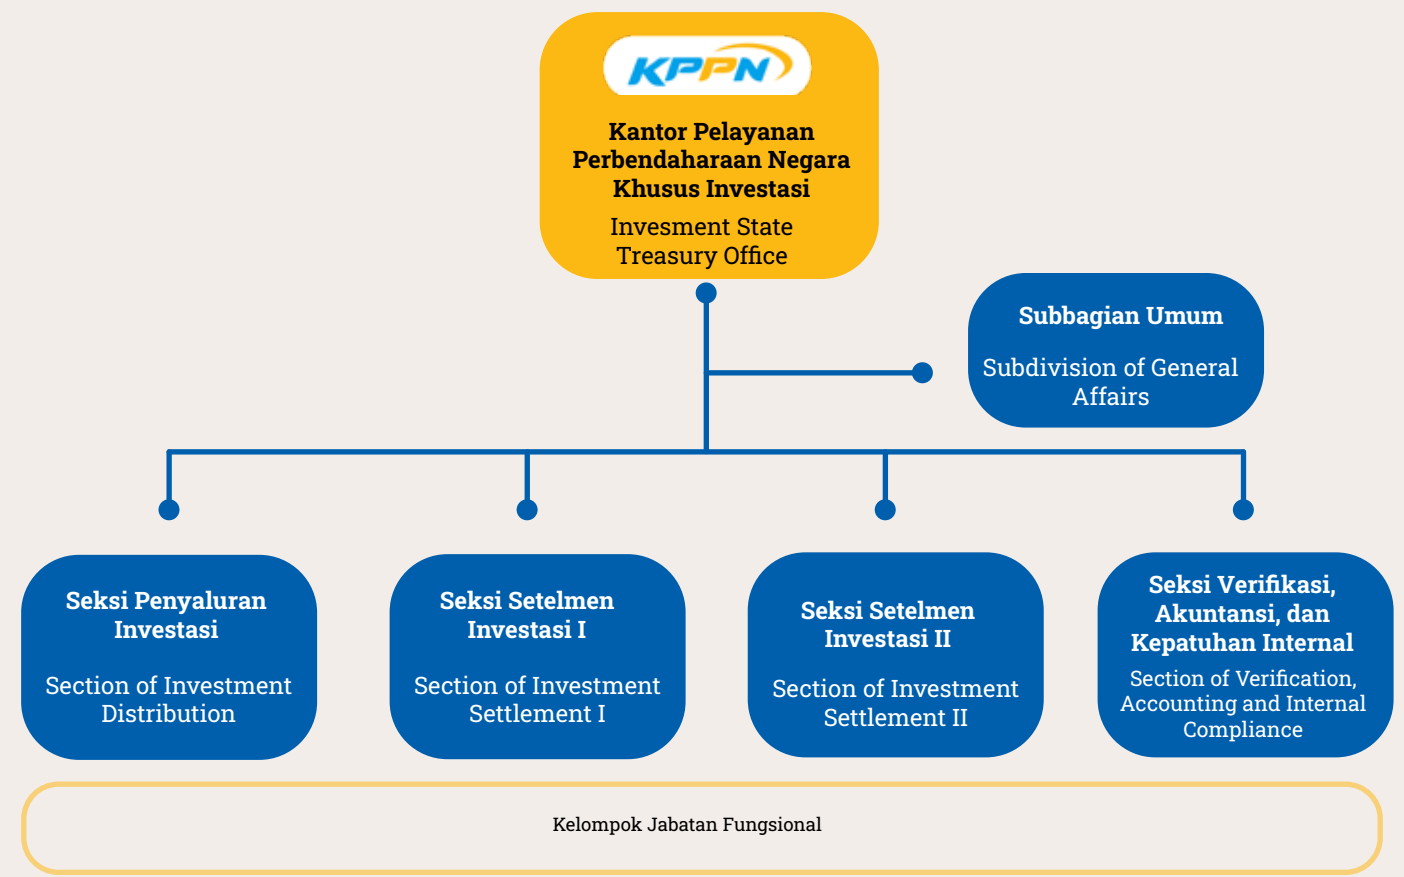 KPPN
Kantor Pelayanan
Perbendaharaan Negara
Khusus Investasi
Invesment State
Treasury Office
Subbagian Umum
Subdivision of General
Affairs
Seksi Penyaluran
Investasi
Section of Investment
Distribution
Seksi Setelmen
Investasi I
Section of Investment
Settlement I
Seksi Setelmen
Investasi II
Section of Investment
Settlement II
Seksi Verifikasi,
Akuntansi, dan
Kepatuhan Internal
Section of Verification,
Accounting and Internal
Compliance
Kelompok Jabatan Fungsional